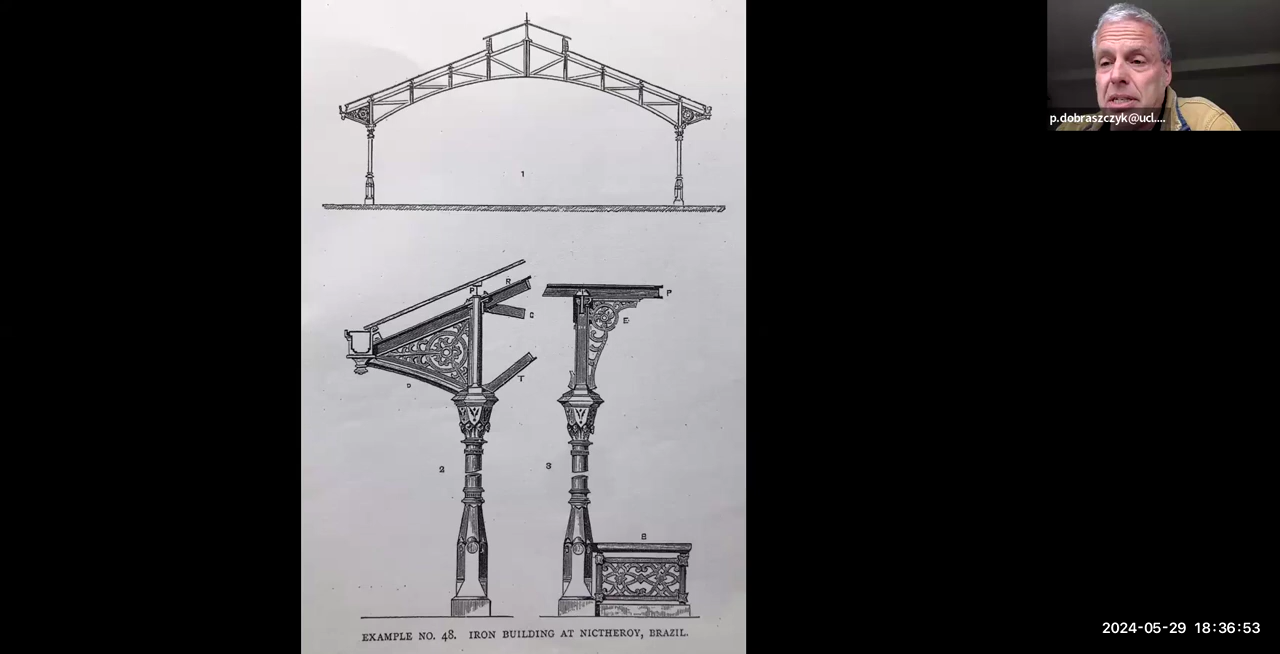 1
P
R
C
D
T
2
P
E
3
B
EXAMPLE NO. 48. IRON BUILDING AT NICTHEROY, BRAZIL.
p.dobraszczyk@ucl....
2024-05-29 18:36:53